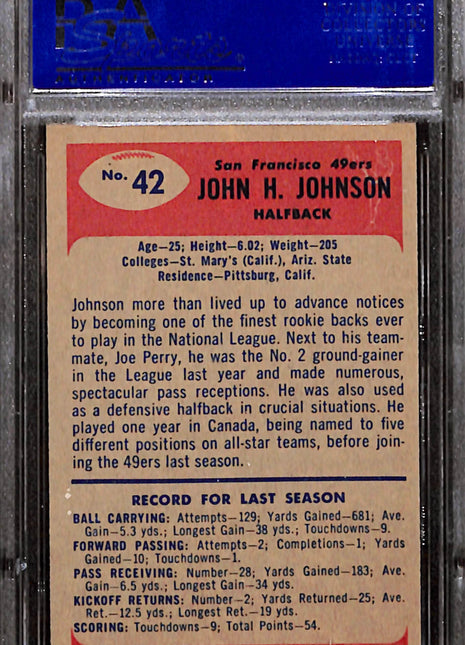 San Francisco 49ers
No. 42
JOHN H. JOHNSON
HALFBACK
Age—25; Height—6.02; Weight—205
Colleges—St. Mary's (Calif.), Ariz. State
Residence—Pittsburg, Calif.
Johnson more than lived up to advance notices
by becoming one of the finest rookie backs ever
to play in the National League. Next to his team-
mate, Joe Perry, he was the No. 2 ground-gainer
in the League last year and made numerous,
spectacular pass receptions. He was also used
as a defensive halfback in crucial situations. He
played one year in Canada, being named to five
different positions on all-star teams, before join-
ing the 49ers last season.
RECORD FOR LAST SEASON
BALL CARRYING: Attempts—129; Yards Gained—681; Ave.
Gain—5.3 yds.; Longest Gain—38 yds.; Touchdowns—9.
FORWARD PASSING: Attempts—2; Completions—1; Yards
Gained—10; Touchdowns—1.
PASS RECEIVING: Number—28; Yards Gained—183; Ave.
Gain—6.5 yds.; Longest Gain—34 yds.
KICKOFF RETURNS: Number—2; Yards Returned—25; Ave.
Ret.—12.5 yds.; Longest Ret.—19 yds.
SCORING: Touchdowns—9; Total Points—54.